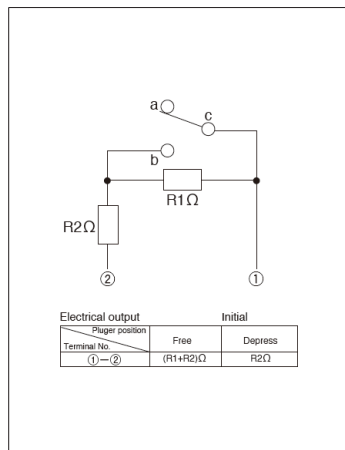 a
c
b
R1Ω
R2Ω
② ①
Electrical output Initial
Pluger position
Terminal No.
Free Depress
①—② (R1+R2)Ω R2Ω